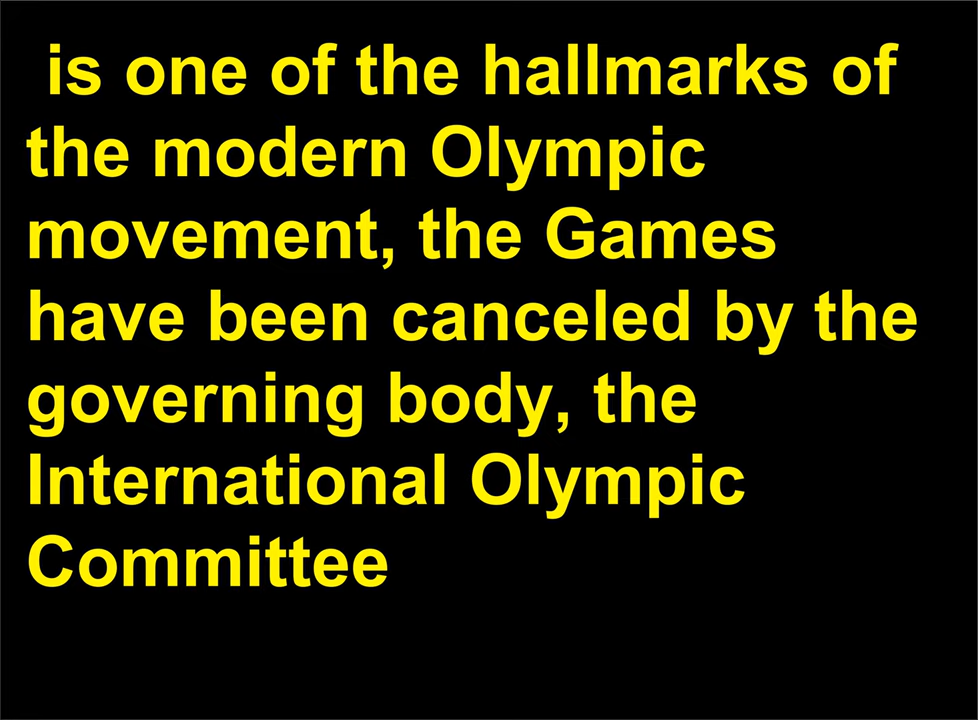 is one of the hallmarks of
the modern Olympic
movement, the Games
have been canceled by the
governing body, the
International Olympic
Committee